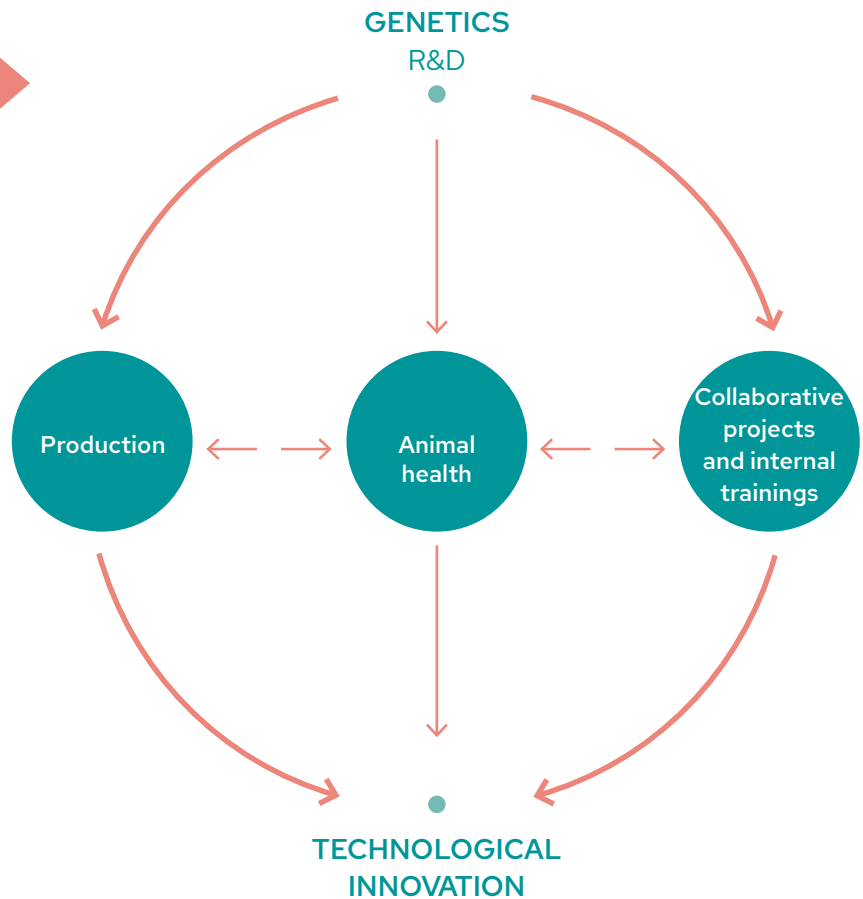 GENETICS
R&D
Production
Animal
health
Collaborative
projects
and internal
trainings
TECHNOLOGICAL
INNOVATION